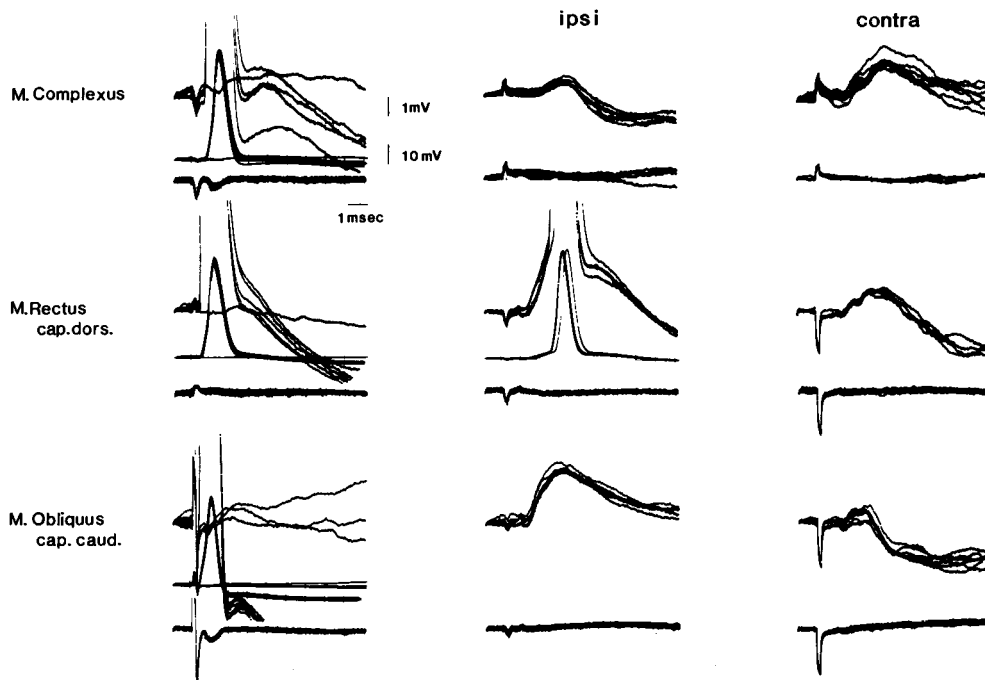 ipsi
contra
M. Complexus
1mV
10 mV
1 msec
M. Rectus
cap. dors.
M. Obliquus
cap. caud.